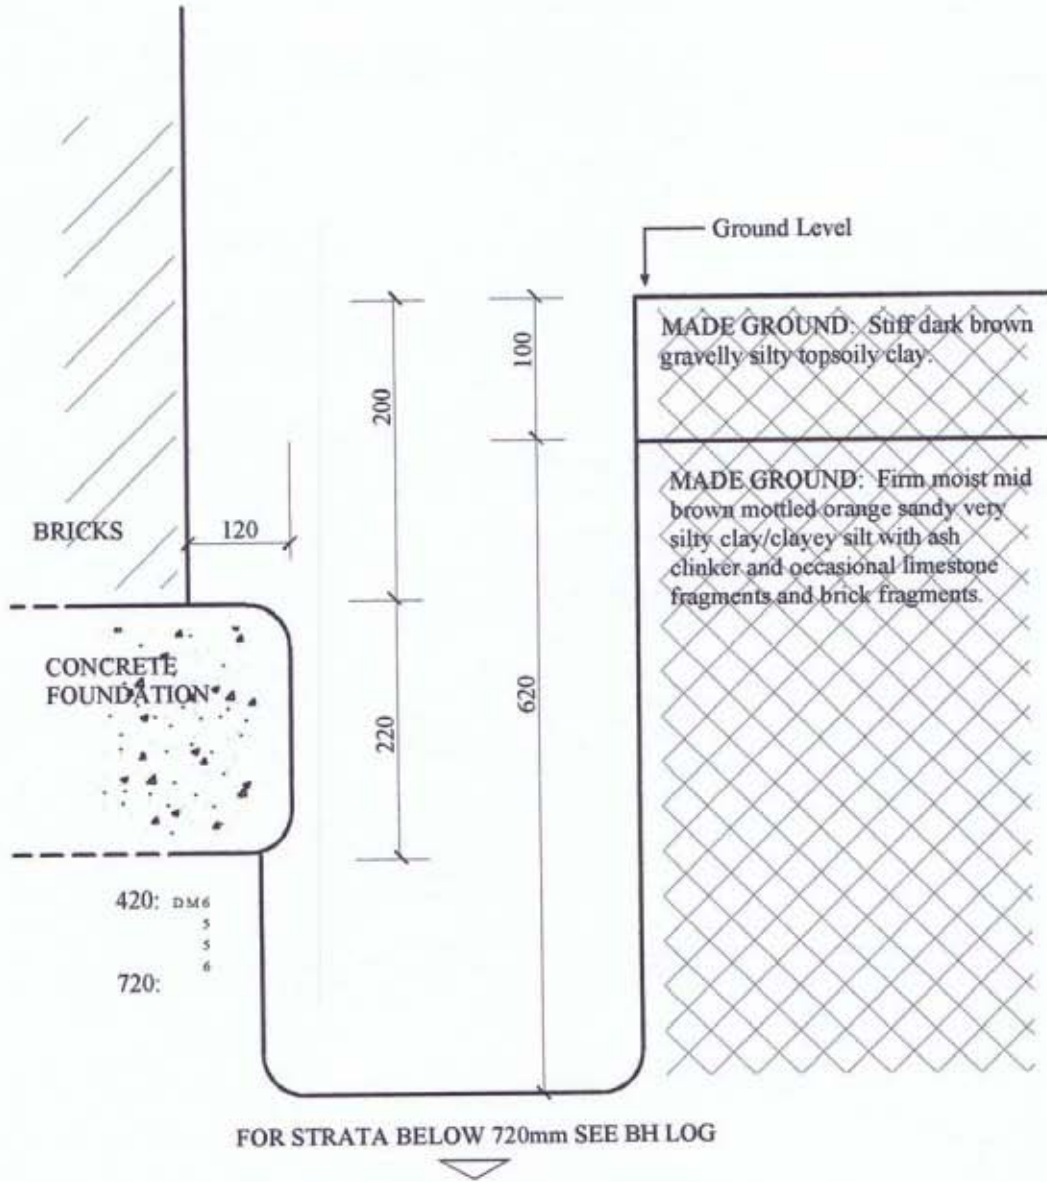 Ground Level
MADE GROUND: Stiff dark brown
gravelly silty topsoily clay.
100
200
MADE GROUND: Firm moist mid
brown mottled orange sandy very
silty clay/clayey silt with ash
clinker and occasional limestone
fragments and brick fragments.
BRICKS
120
CONCRETE
FOUNDATION
620
220
420: DM6
5
5
6
720:
FOR STRATA BELOW 720mm SEE BH LOG